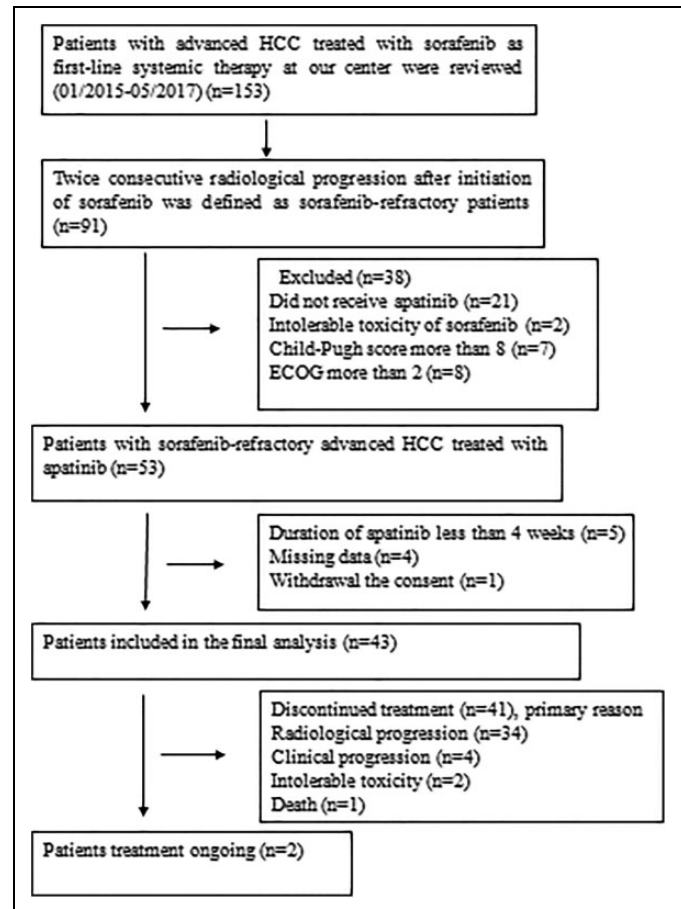 Patients with advanced HCC treated with sorafenib as
first-line systemic therapy at our center were reviewed
(01/2015-05/2017) (n=153)
Twice consecutive radiological progression after initiation
of sorafenib was defined as sorafenib-refractory patients
(n=91)
Excluded (n=38)
Did not receive apatinib (n=21)
Intolerable toxicity of sorafenib (n=2)
Child-Pugh score more than 8 (n=7)
ECOG more than 2 (n=8)
Patients with sorafenib-refractory advanced HCC treated with
apatinib (n=53)
Duration of apatinib less than 4 weeks (n=5)
Missing data (n=4)
Withdrawal the consent (n=1)
Patients included in the final analysis (n=43)
Discontinued treatment (n=41), primary reason
Radiological progression (n=34)
Clinical progression (n=4)
Intolerable toxicity (n=2)
Death (n=1)
Patients treatment ongoing (n=2)